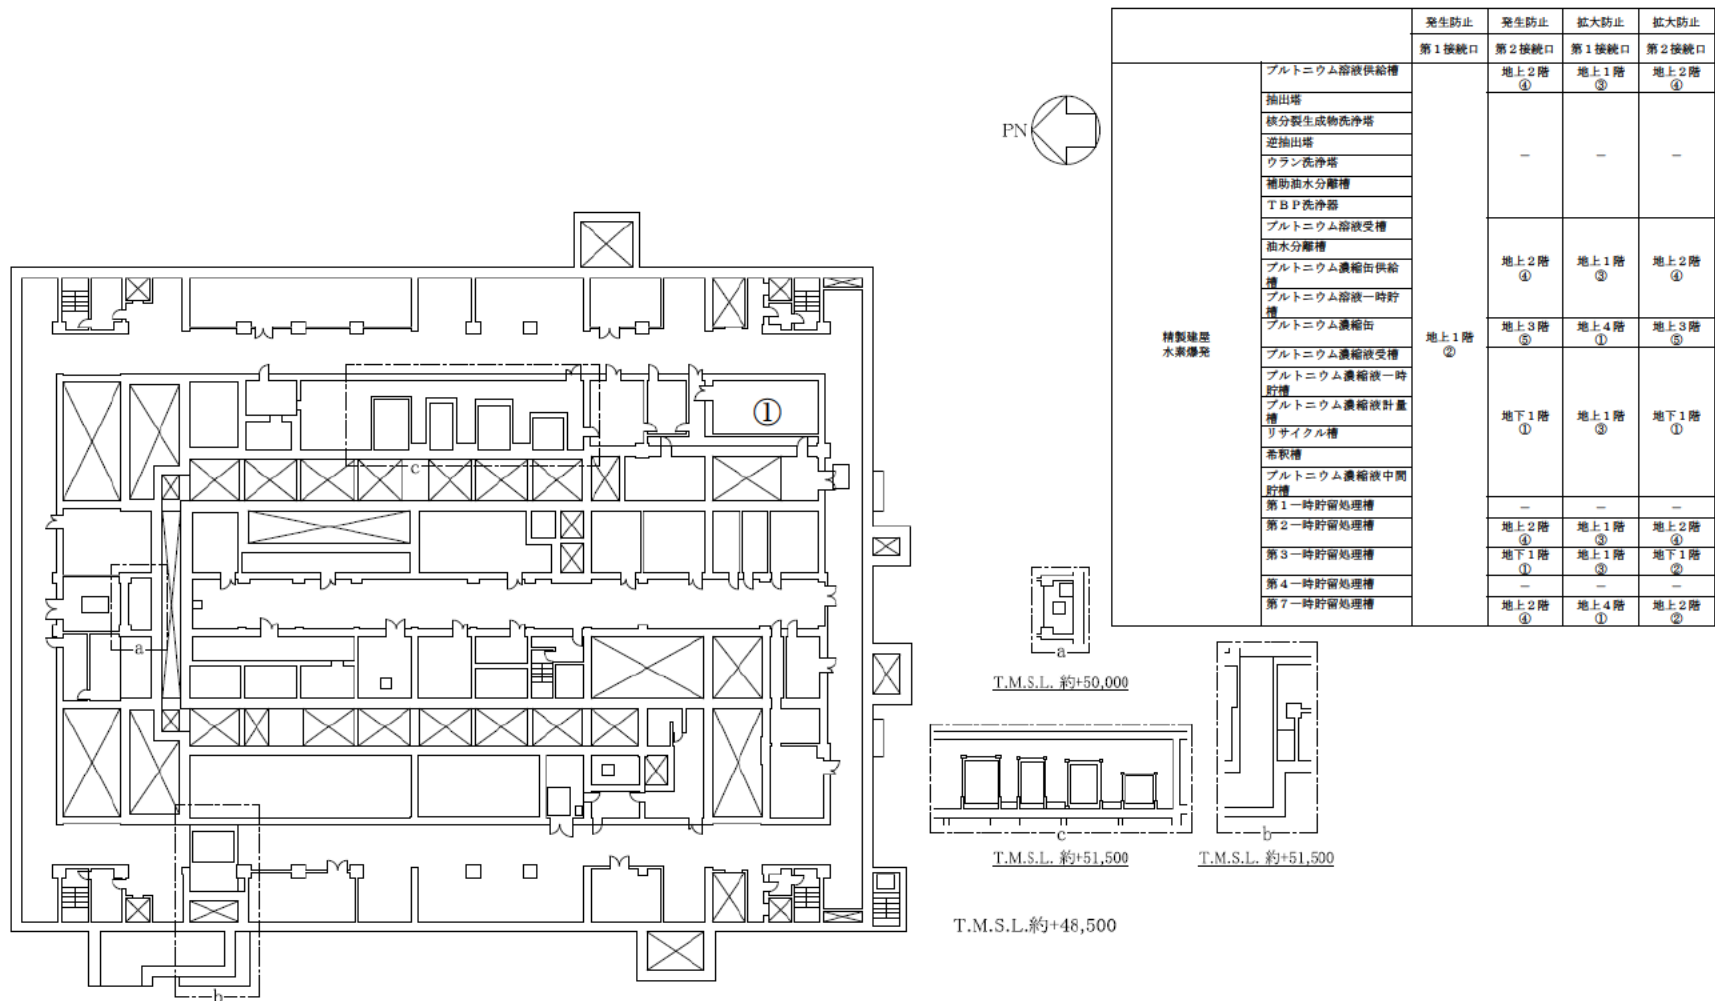 発生防止 発生防止 拡大防止 拡大防止
第1接続口 第2接続口 第1接続口 第2接続口
精製建屋
水素爆発
地上1階
②
プルトニウム溶液供給槽
地上2階 地上1階 地上2階
④ ③ ④
抽出塔
核分裂生成物洗浄塔
逆抽出塔
ウラン洗浄塔
補助油水分離槽
TBP洗浄器
－ － －
プルトニウム溶液受槽
油水分離槽
プルトニウム濃縮缶供給
槽
プルトニウム溶液一時貯
槽
地上2階 地上1階 地上2階
④ ③ ④
プルトニウム濃縮缶
地上3階 地上4階 地上3階
⑤ ① ⑤
プルトニウム濃縮液受槽
プルトニウム濃縮液一時
貯槽
プルトニウム濃縮液計量
槽
リサイクル槽
希釈槽
プルトニウム濃縮液中間
貯槽
地下1階 地上1階 地下1階
① ③ ①
第1一時貯留処理槽
－ － －
第2一時貯留処理槽
地上2階 地上1階 地上2階
④ ③ ④
第3一時貯留処理槽
地下1階 地上1階 地下1階
① ③ ②
第4一時貯留処理槽
－ － －
第7一時貯留処理槽
地上2階 地上4階 地上2階
④ ① ②
PN
①
c
a
b
a
T.M.S.L. 約+50,000
c
T.M.S.L. 約+51,500
b
T.M.S.L. 約+51,500
T.M.S.L.約+48,500